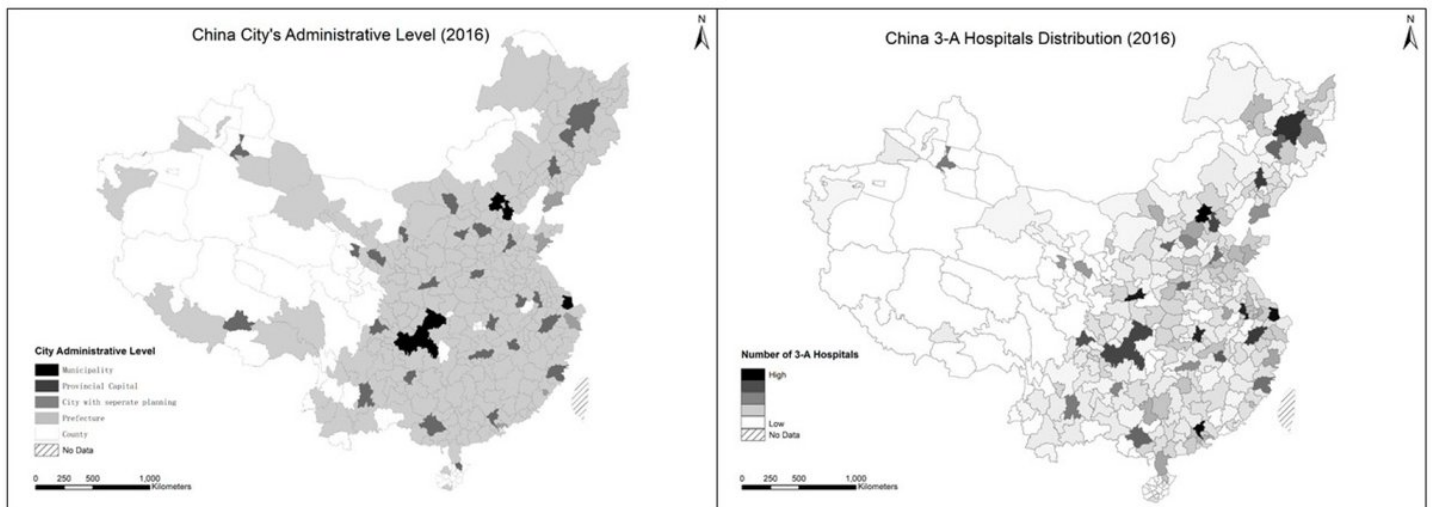 China City's Administrative Level (2016)
N
City Administrative Level
Municipality
Provincial Capital
City with seperate planning
Prefecture
County
No Data
0 250 500 1,000
Kilometers
China 3-A Hospitals Distribution (2016)
N
Number of 3-A Hospitals
High
Low
No Data
0 250 500 1,000
Kilometers